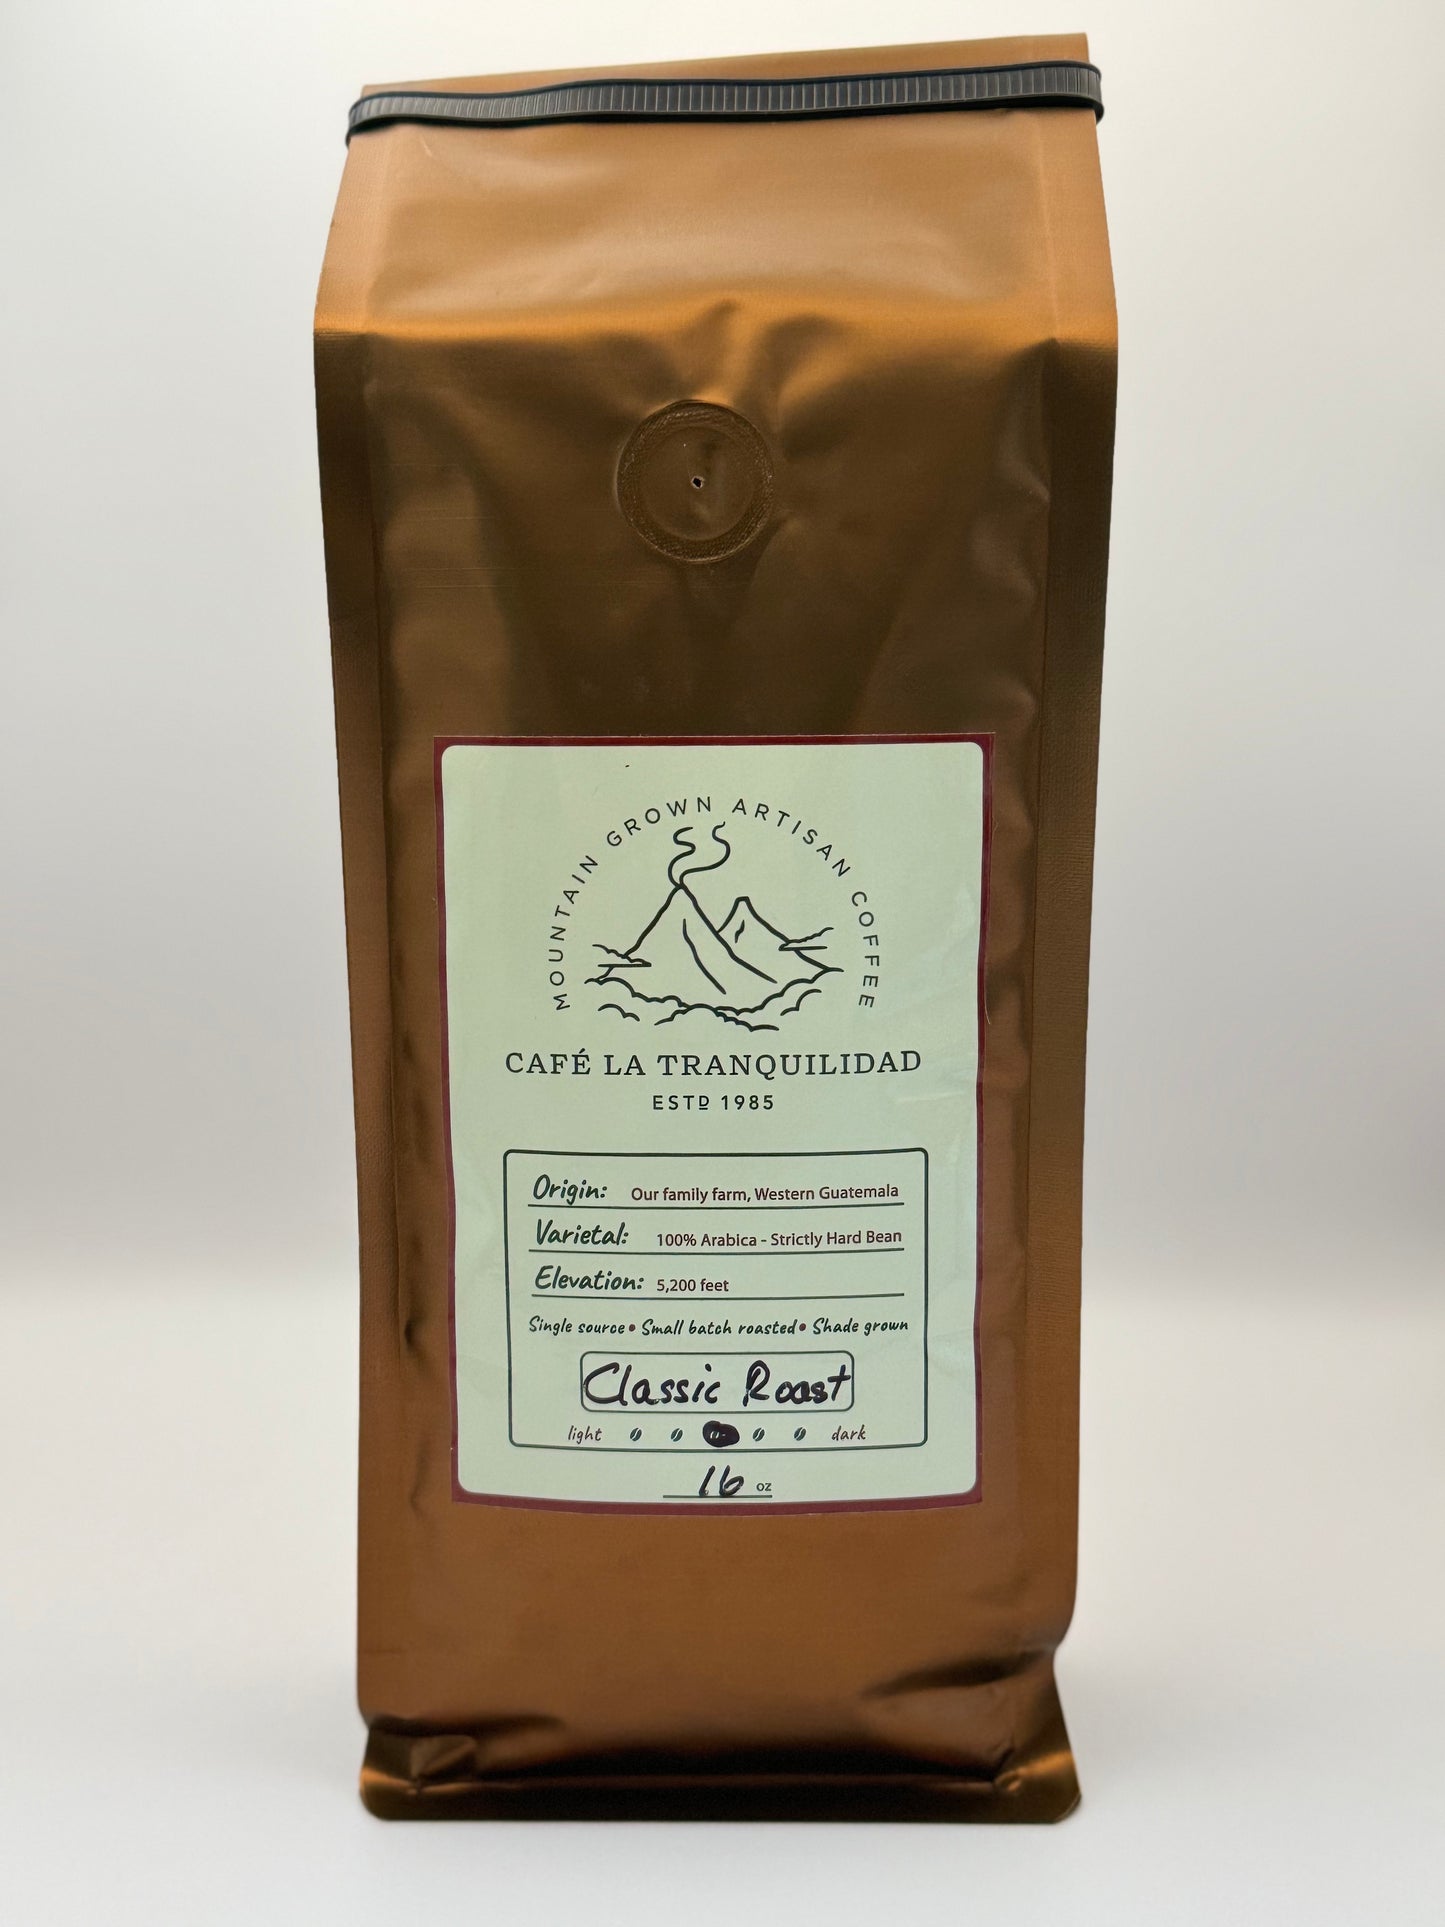 MOUNTAIN GROWN ARTISAN COFFEE
CAFÉ LA TRANQUILIDAD
ESTD 1985
Origin: Our family farm, Western Guatemala
Varietal: 100% Arabica - Strictly Hard Bean
Elevation: 5,200 feet
Single source • Small batch roasted • Shade grown
Classic Roast
light dark
16 oz